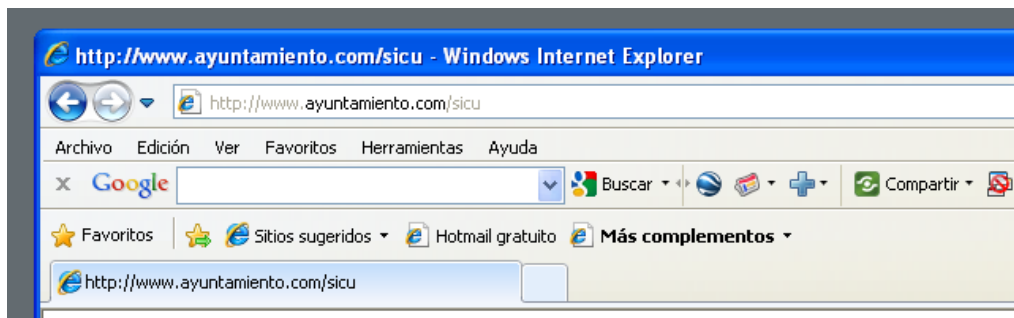 http://www.ayuntamiento.com/sicu - Windows Internet Explorer
http://www.ayuntamiento.com/sicu
Archivo Edición Ver Favoritos Herramientas Ayuda
x Google Buscar Compartir
Favoritos Sitios sugeridos Hotmail gratuito Más complementos
http://www.ayuntamiento.com/sicu